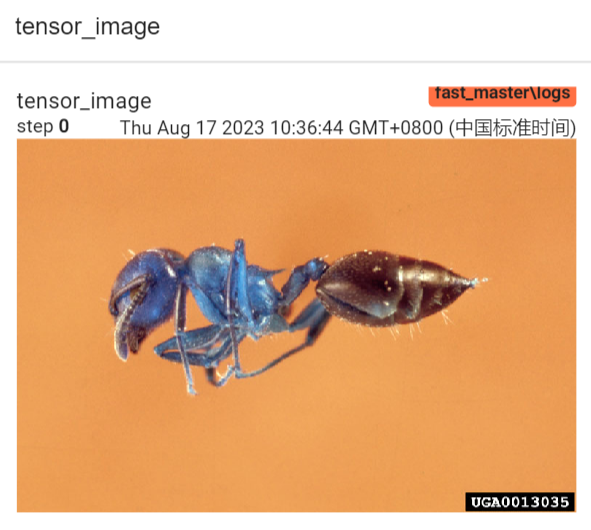 tensor_image
tensor_image
fast_master\logs
step 0
Thu Aug 17 2023 10:36:44 GMT+0800 (中国标准时间)
UGA0013035